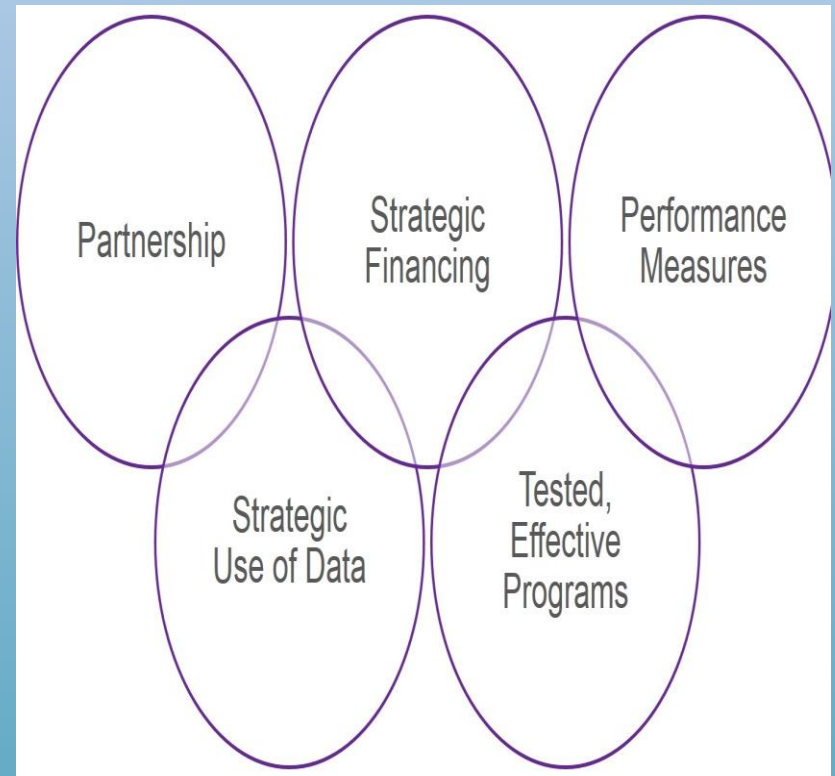 Partnership
Strategic
Financing
Performance
Measures
Strategic
Use of Data
Tested,
Effective
Programs